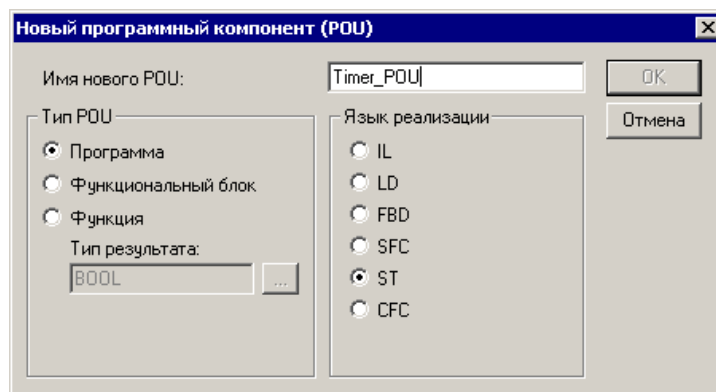 Новый программный компонент (POU)
Имя нового POU:
Timer_POU
OK
Отмена
Тип POU
Программа
Функциональный блок
Функция
Тип результата:
BOOL
...
Язык реализации
IL
LD
FBD
SFC
ST
CFC